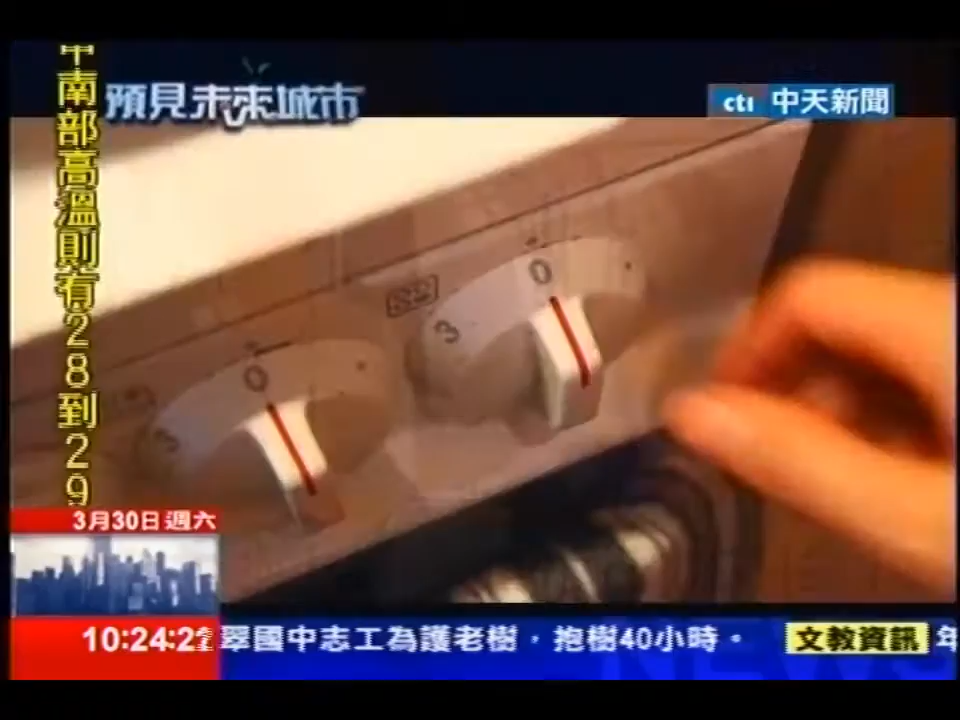 中南部高溫則有28到29
預見未來城市
cti 中天新聞
0
3
0
3
3月30日週六
10:24:22
翠國中志工為護老樹,抱樹40小時。
文教資訊
年